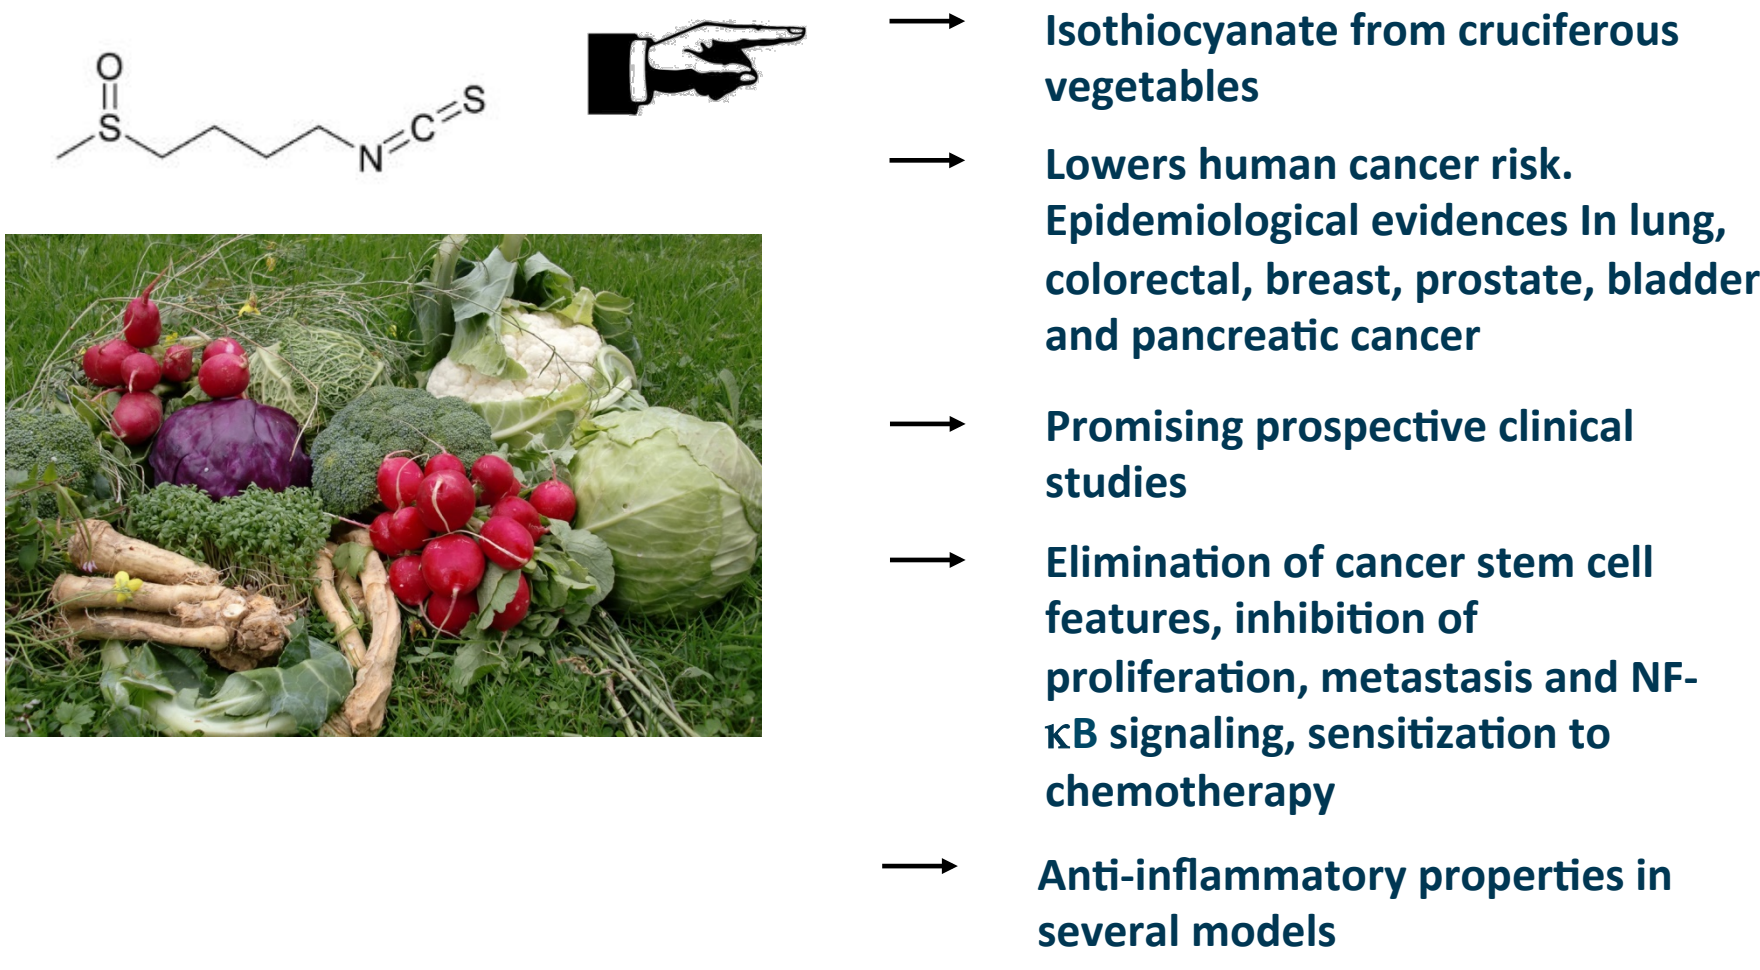 O
S
N
C
S
Isothiocyanate from cruciferous
vegetables
Lowers human cancer risk.
Epidemiological evidences In lung,
colorectal, breast, prostate, bladder
and pancreatic cancer
Promising prospective clinical
studies
Elimination of cancer stem cell
features, inhibition of
proliferation, metastasis and NF-
κB signaling, sensitization to
chemotherapy
Anti-inflammatory properties in
several models